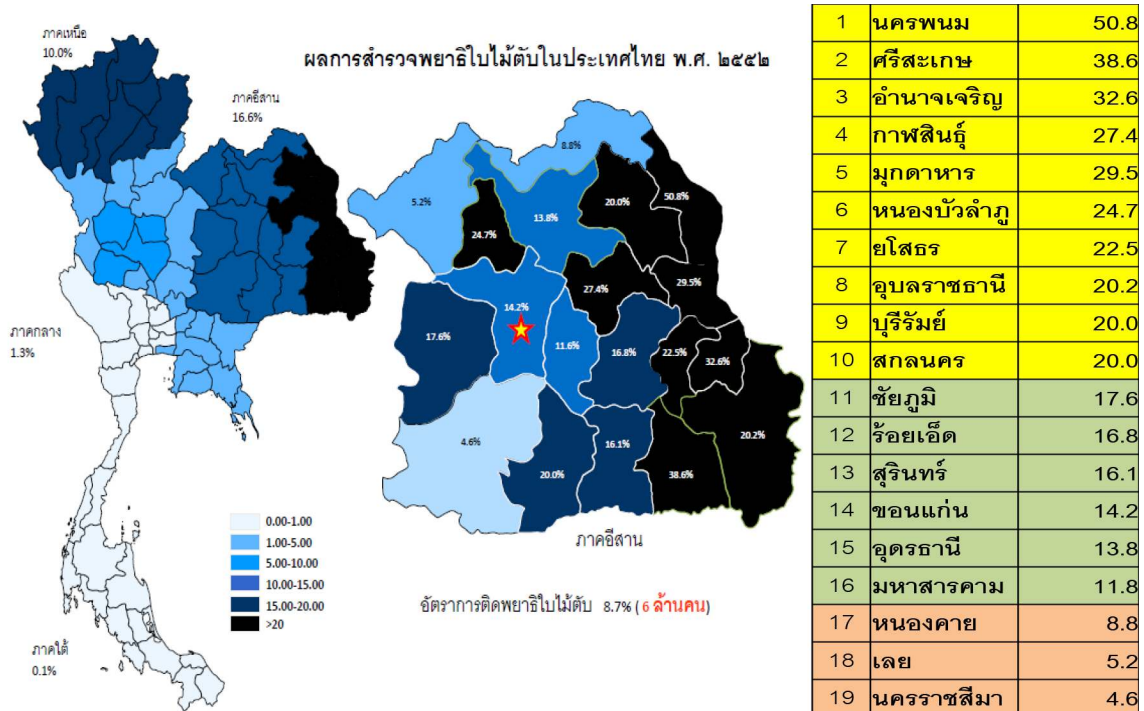 ผลการสำรวจพยาธิใบไม้ตับในประเทศไทย พ.ศ. ๒๕๕๒
ภาคเหนือ
10.0%
ภาคอีสาน
16.6%
ภาคกลาง
1.3%
ภาคใต้
0.1%
0.00-1.00
1.00-5.00
5.00-10.00
10.00-15.00
15.00-20.00
>20
8.8%
5.2%
50.8%
20.0%
13.8%
24.7%
29.5%
27.4%
14.2%
17.6%
11.6%
16.8%
22.5%
32.6%
20.2%
4.6%
16.1%
20.0%
38.6%
ภาคอีสาน
อัตราการติดพยาธิใบไม้ตับ 8.7% ( 6 ล้านคน)
1 นครพนม 50.8
2 ศรีสะเกษ 38.6
3 อำนาจเจริญ 32.6
4 กาฬสินธุ์ 27.4
5 มุกดาหาร 29.5
6 หนองบัวลำภู 24.7
7 ยโสธร 22.5
8 อุบลราชธานี 20.2
9 บุรีรัมย์ 20.0
10 สกลนคร 20.0
11 ชัยภูมิ 17.6
12 ร้อยเอ็ด 16.8
13 สุรินทร์ 16.1
14 ขอนแก่น 14.2
15 อุดรธานี 13.8
16 มหาสารคาม 11.8
17 หนองคาย 8.8
18 เลย 5.2
19 นครราชสีมา 4.6